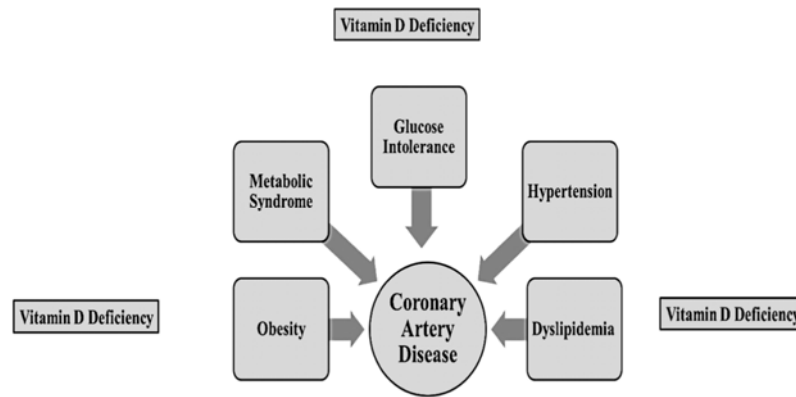 Vitamin D Deficiency
Glucose
Intolerance
Metabolic
Syndrome
Hypertension
Coronary
Artery
Disease
Obesity
Dyslipidemia
Vitamin D Deficiency
Vitamin D Deficiency